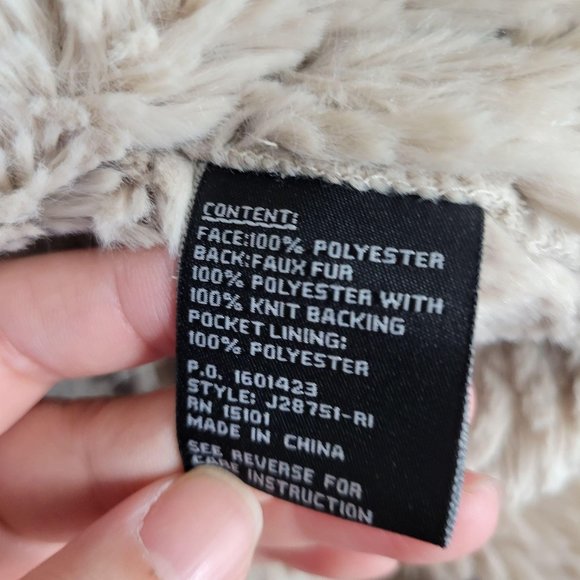 CONTENT:
FACE:100% POLYESTER
BACK:FAUX FUR
100% POLYESTER WITH
100% KNIT BACKING
POCKET LINING:
100% POLYESTER
P.O. 1601423
STYLE: J28751-RI
RN 15101
MADE IN CHINA
SEE REVERSE FOR
CARE INSTRUCTION